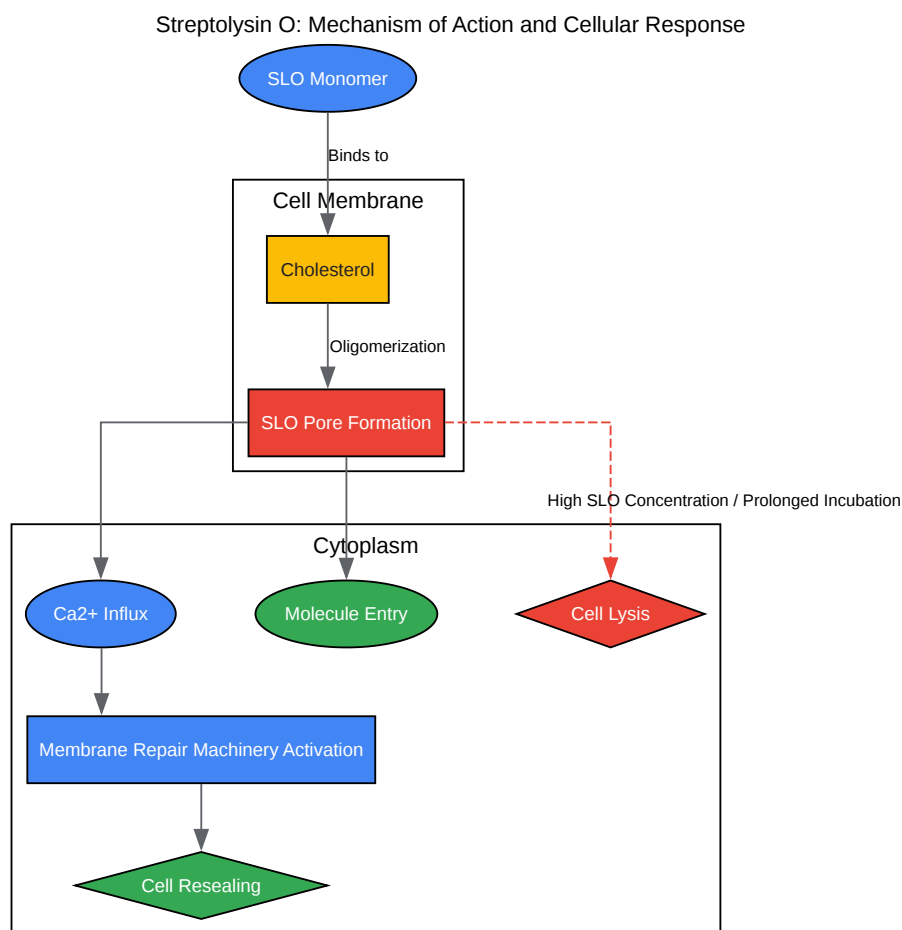 Streptolysin O: Mechanism of Action and Cellular Response
SLO Monomer
Binds to
Cell Membrane
Cholesterol
Oligomerization
SLO Pore Formation
High SLO Concentration / Prolonged Incubation
Cytoplasm
Ca2+ Influx
Molecule Entry
Cell Lysis
Membrane Repair Machinery Activation
Cell Resealing